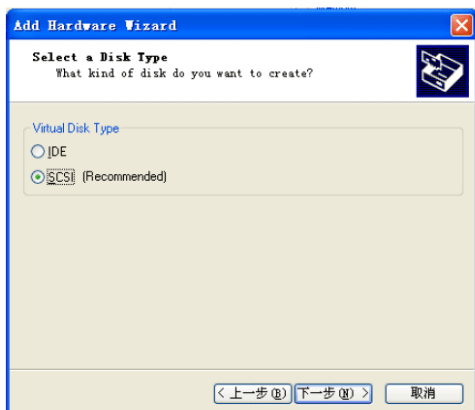 Add Hardware Wizard
Select a Disk Type
What kind of disk do you want to create?
Virtual Disk Type
IDE
SCSI (Recommended)
< 上一步(B) 下一步(N) > 取消